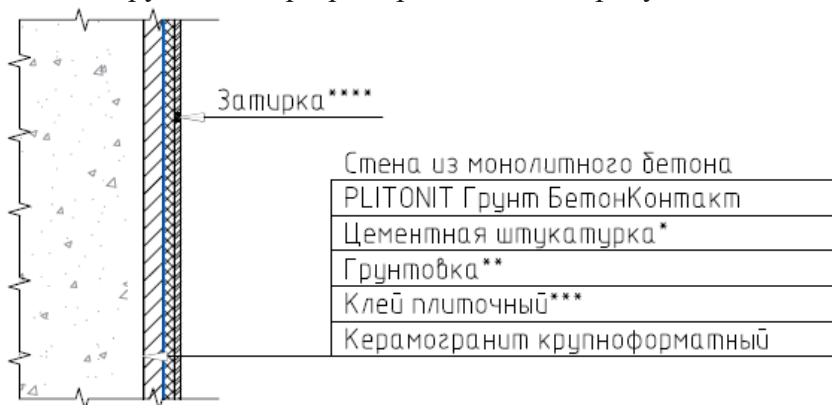 Затирка****
Стена из монолитного бетона
PLITONIT Грунт БетонКонтакт
Цементная штукатурка*
Грунтовка**
Клей плиточный***
Керамогранит крупноформатный